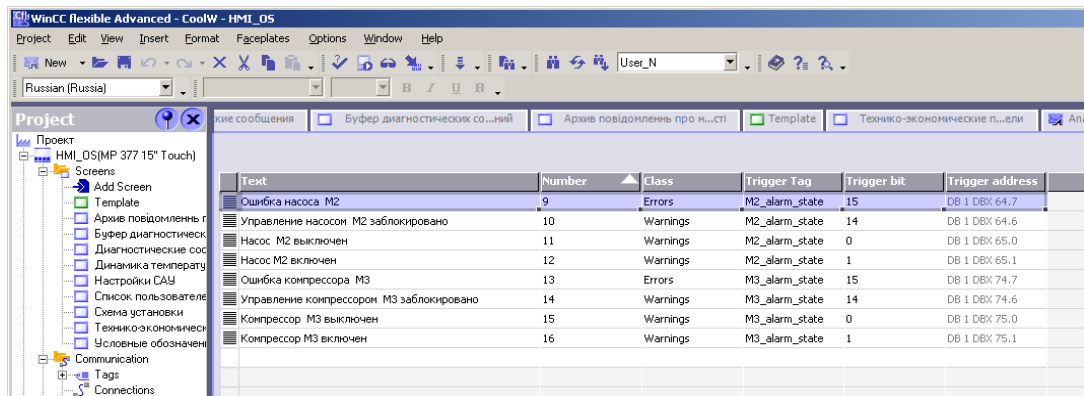 WinCC flexible Advanced - CoolW - HMI_OS
Project Edit View Insert Format Faceplates Options Window Help
New User_N
Russian (Russia) B I U
Project кие сообщения Буфер диагностических со...ний Архив повідомленнь про н...сті Template Технико-экономические п...ели Ana
Проект
HMI_OS(MP 377 15" Touch)
Screens
Text Number Class Trigger Tag Trigger bit Trigger address
Add Screen
Template
Ошибка насоса М2 9 Errors M2_alarm_state 15 DB 1 DBX 64.7
Архив повідомленнь г
Управление насосом М2 заблокировано 10 Warnings M2_alarm_state 14 DB 1 DBX 64.6
Буфер диагностическ
Насос М2 выключен 11 Warnings M2_alarm_state 0 DB 1 DBX 65.0
Диагностические соо
Насос М2 включен 12 Warnings M2_alarm_state 1 DB 1 DBX 65.1
Динамика температу
Настройки САУ
Ошибка компрессора М3 13 Errors M3_alarm_state 15 DB 1 DBX 74.7
Список пользователе
Управление компрессором М3 заблокировано 14 Warnings M3_alarm_state 14 DB 1 DBX 74.6
Схема установки
Компрессор М3 выключен 15 Warnings M3_alarm_state 0 DB 1 DBX 75.0
Технико-экономическ
Компрессор М3 включен 16 Warnings M3_alarm_state 1 DB 1 DBX 75.1
Условные обозначени
Communication
Tags
Connections